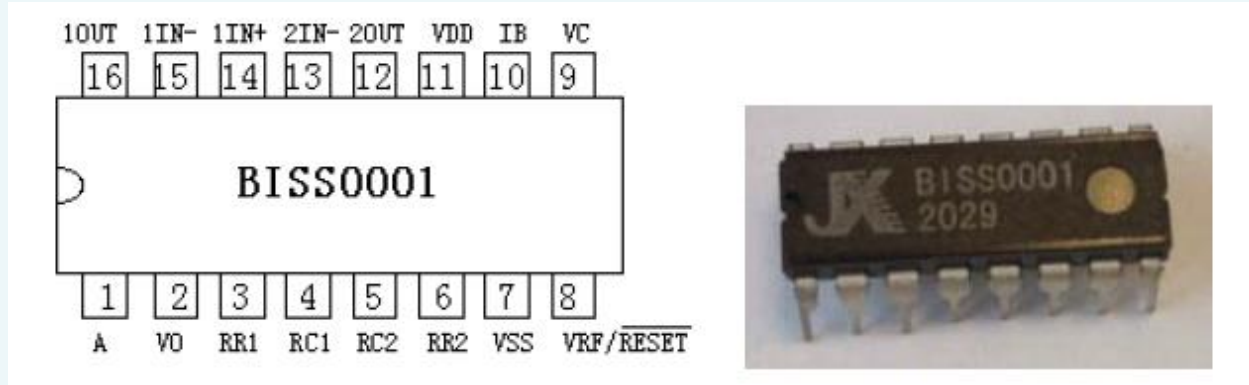 1OUT 1IN- 1IN+ 2IN- 2OUT VDD IB VC
16 15 14 13 12 11 10 9
BISS0001
1 2 3 4 5 6 7 8
A VO RR1 RC1 RC2 RR2 VSS VRF/RESET
JX BISS0001
2029